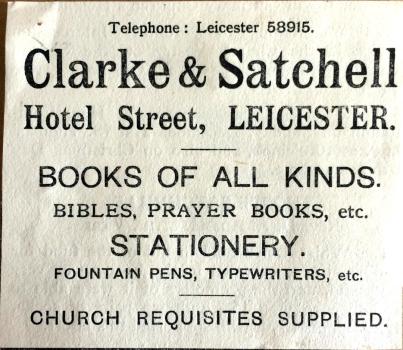 Telephone: Leicester 58915.
Clarke & Satchell
Hotel Street, LEICESTER.
BOOKS OF ALL KINDS.
BIBLES, PRAYER BOOKS, etc.
STATIONERY.
FOUNTAIN PENS, TYPEWRITERS, etc.
CHURCH REQUISITES SUPPLIED.